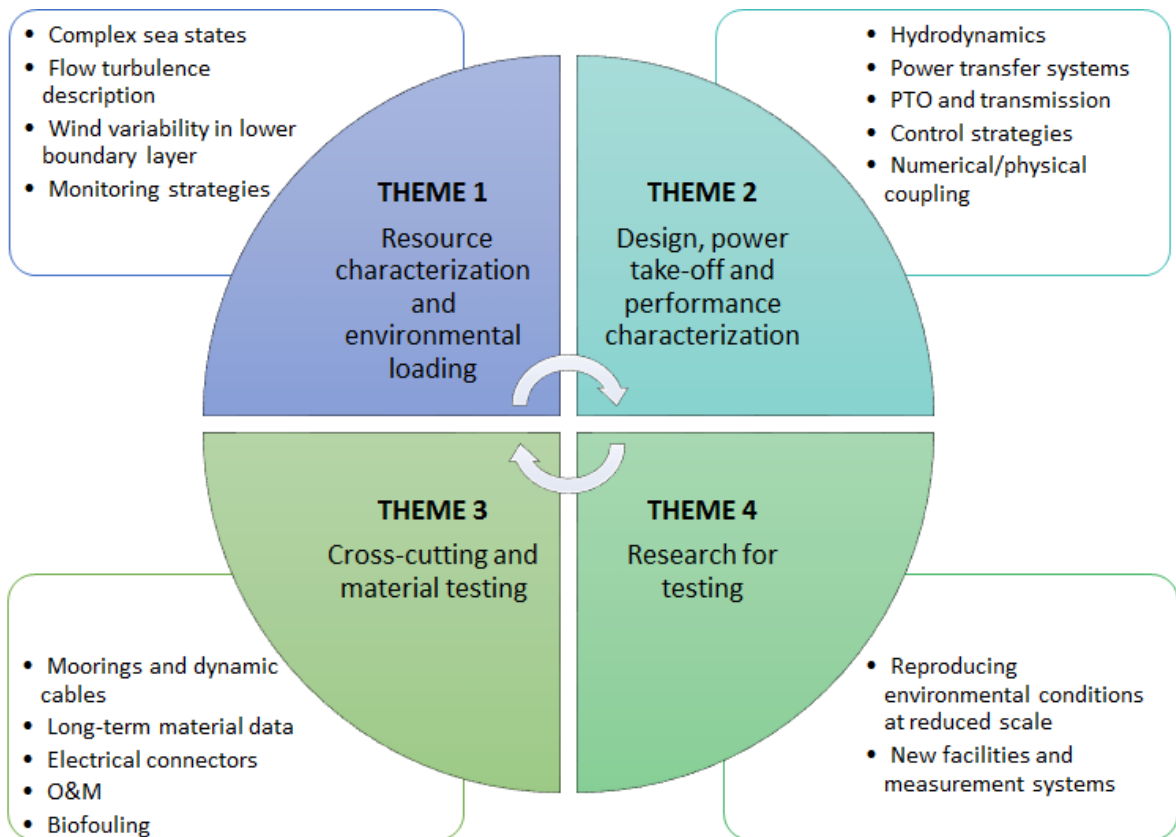 • Complex sea states
• Flow turbulence
description
• Wind variability in lower
boundary layer
• Monitoring strategies
THEME 1
Resource
characterization
and
environmental
loading
• Hydrodynamics
• Power transfer systems
• PTO and transmission
• Control strategies
• Numerical/physical
coupling
THEME 2
Design, power
take-off and
performance
characterization
THEME 3
Cross-cutting and
material testing
• Moorings and dynamic
cables
• Long-term material data
• Electrical connectors
• O&M
• Biofouling
THEME 4
Research for
testing
• Reproducing
environmental conditions
at reduced scale
• New facilities and
measurement systems